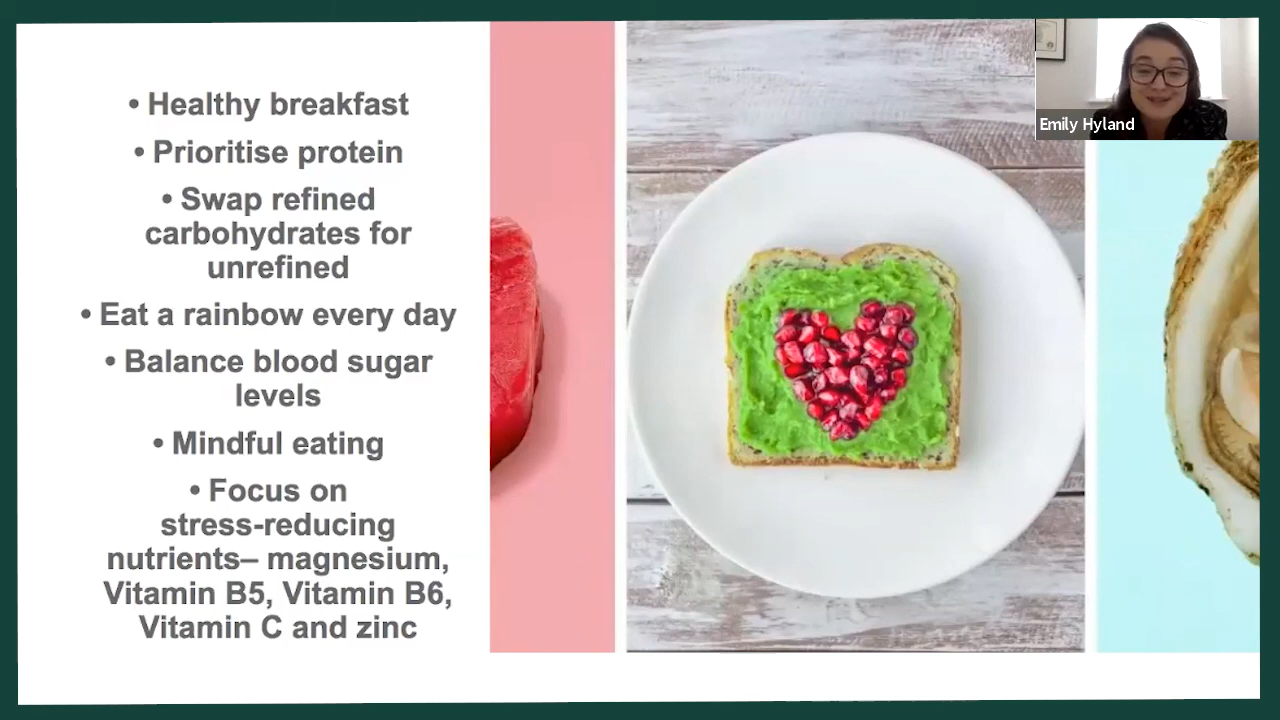 • Healthy breakfast
• Prioritise protein
• Swap refined
carbohydrates for
unrefined
• Eat a rainbow every day
• Balance blood sugar
levels
• Mindful eating
• Focus on
stress-reducing
nutrients– magnesium,
Vitamin B5, Vitamin B6,
Vitamin C and zinc
Emily Hyland